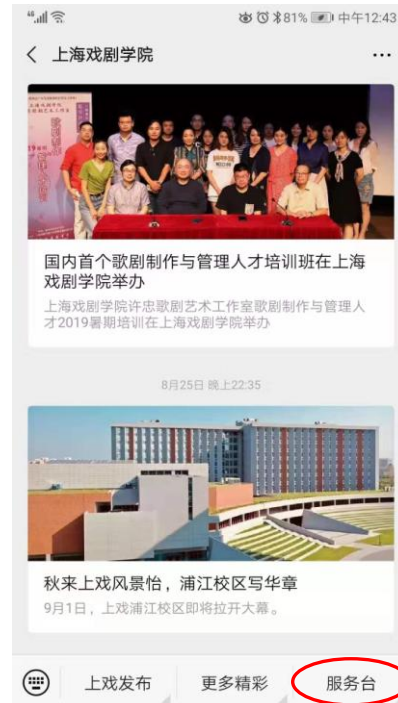 46
81% 中午12:43
上海戏剧学院
国内首个歌剧制作与管理人才培训班在上海
戏剧学院举办
上海戏剧学院许忠歌剧艺术工作室歌剧制作与管理人
才2019暑期培训在上海戏剧学院举办
8月25日 晚上22:35
秋来上戏风景怡，浦江校区写华章
9月1日，上戏浦江校区即将拉开大幕。
上戏发布 更多精彩 服务台